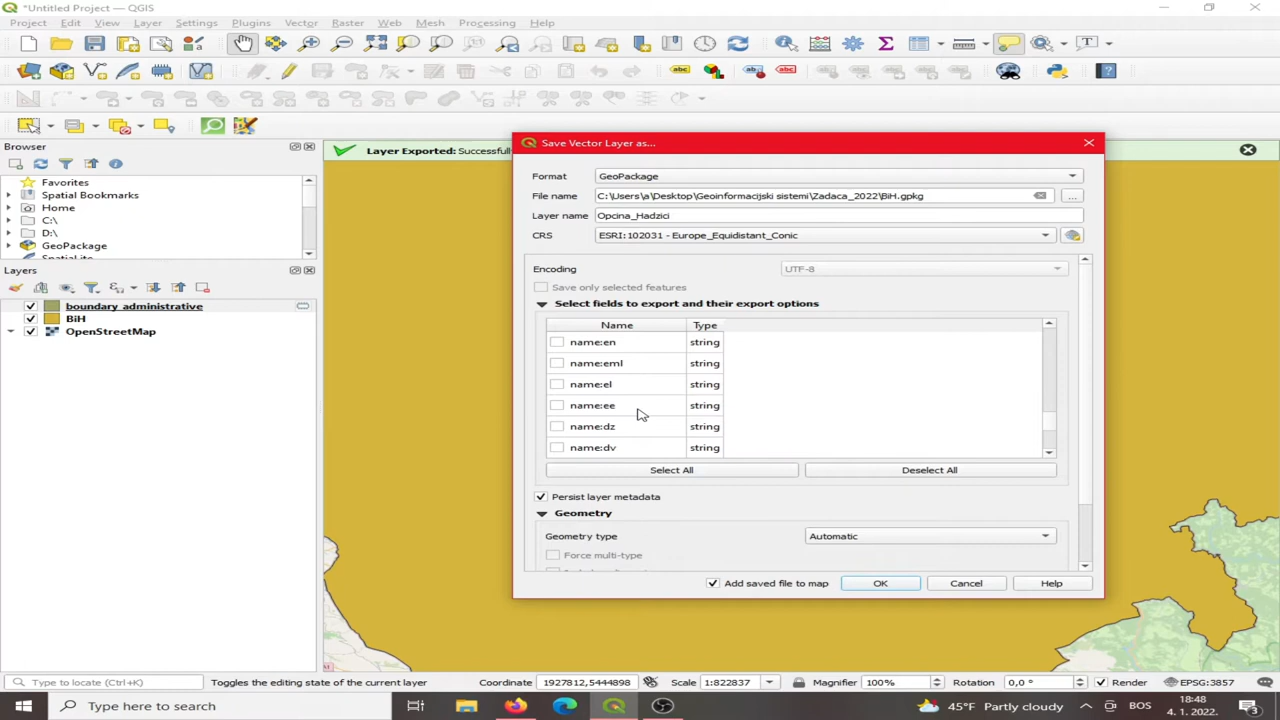 *Untitled Project — QGIS
Project Edit View Layer Settings Plugins Vector Raster Database Web Mesh Processing Help
Browser
Layer Exported: Successfully
Favorites
Spatial Bookmarks
Home
C:\
D:\
GeoPackage
Layers
boundary_administrative
BiH
OpenStreetMap
Save Vector Layer as...
Format GeoPackage
File name C:\Users\a\Desktop\Geoinformacijski sistemi\Zadaca_2022\BiH.gpkg
Layer name Opcina_Hadzici
CRS ESRI:102031 - Europe_Equidistant_Conic
Encoding UTF-8
Save only selected features
Select fields to export and their export options
Name Type
name:en string
name:eml string
name:el string
name:ee string
name:dz string
name:dv string
Select All Deselect All
Persist layer metadata
Geometry
Geometry type Automatic
Force multi-type
Add saved file to map OK Cancel Help
Type to locate (Ctrl+K) Toggles the editing state of the current layer Coordinate 1927812,5444898 Scale 1:822837 Magnifier 100% Rotation 0,0 ° Render EPSG:3857
Type here to search 45°F Partly cloudy BOS 18:48
4. 1. 2022.